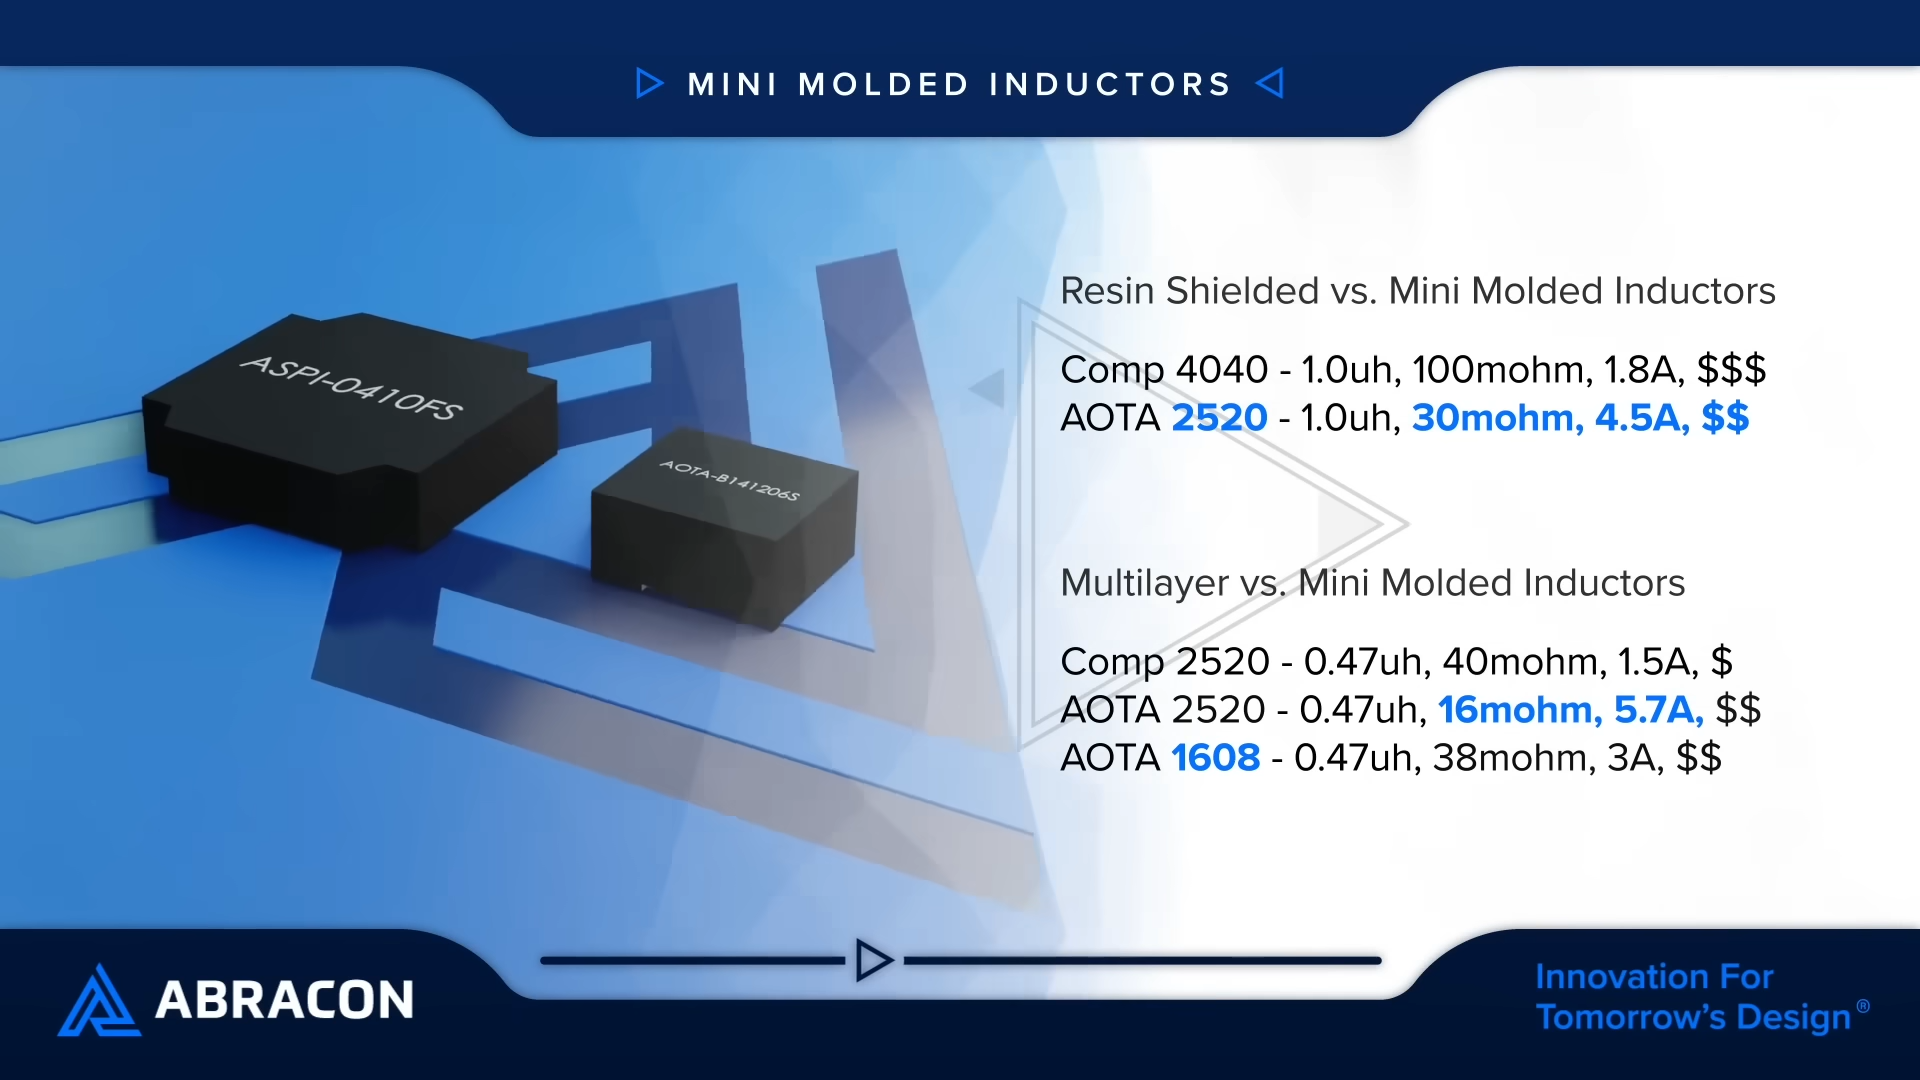 MINI MOLDED INDUCTORS
ASPI-0410FS
AOTA-B141206S
Resin Shielded vs. Mini Molded Inductors
Comp 4040 - 1.0uh, 100mohm, 1.8A, $$$
AOTA 2520 - 1.0uh, 30mohm, 4.5A, $$
Multilayer vs. Mini Molded Inductors
Comp 2520 - 0.47uh, 40mohm, 1.5A, $
AOTA 2520 - 0.47uh, 16mohm, 5.7A, $$
AOTA 1608 - 0.47uh, 38mohm, 3A, $$
ABRACON
Innovation For
Tomorrow's Design®